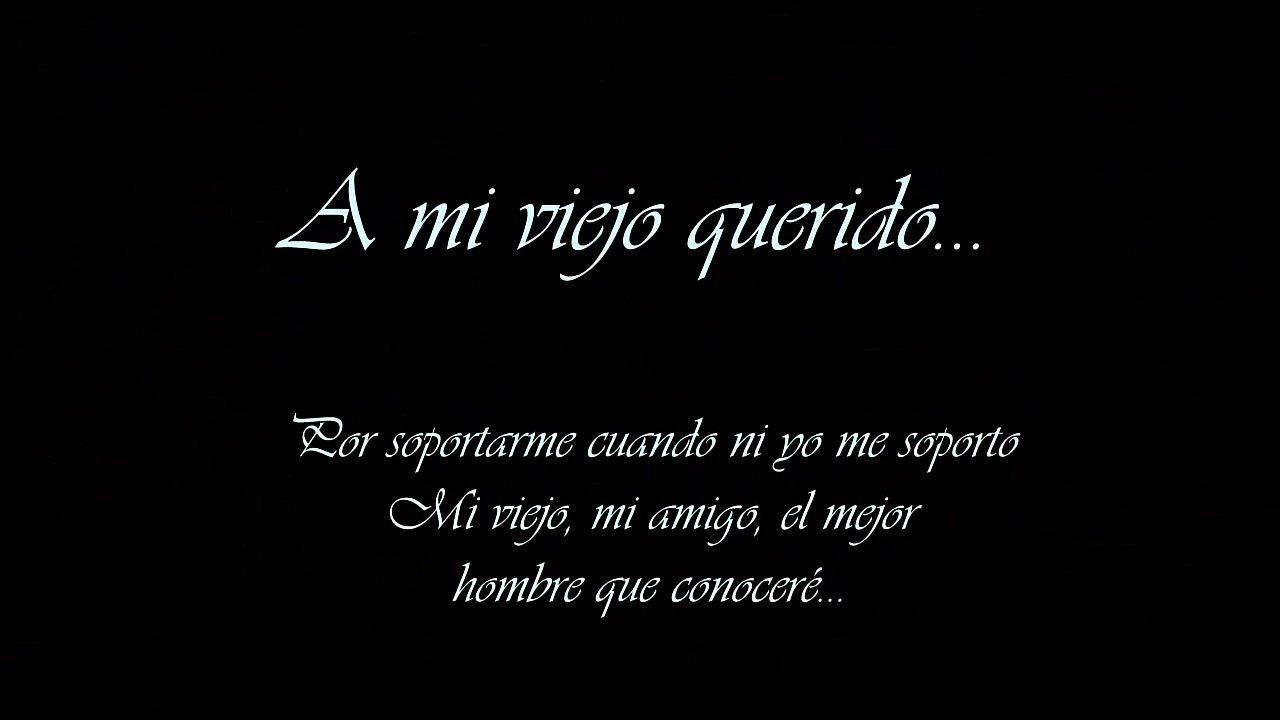 A mi viejo querido...
Por soportarme cuando ni yo me soporto
Mi viejo, mi amigo, el mejor
hombre que conoceré...